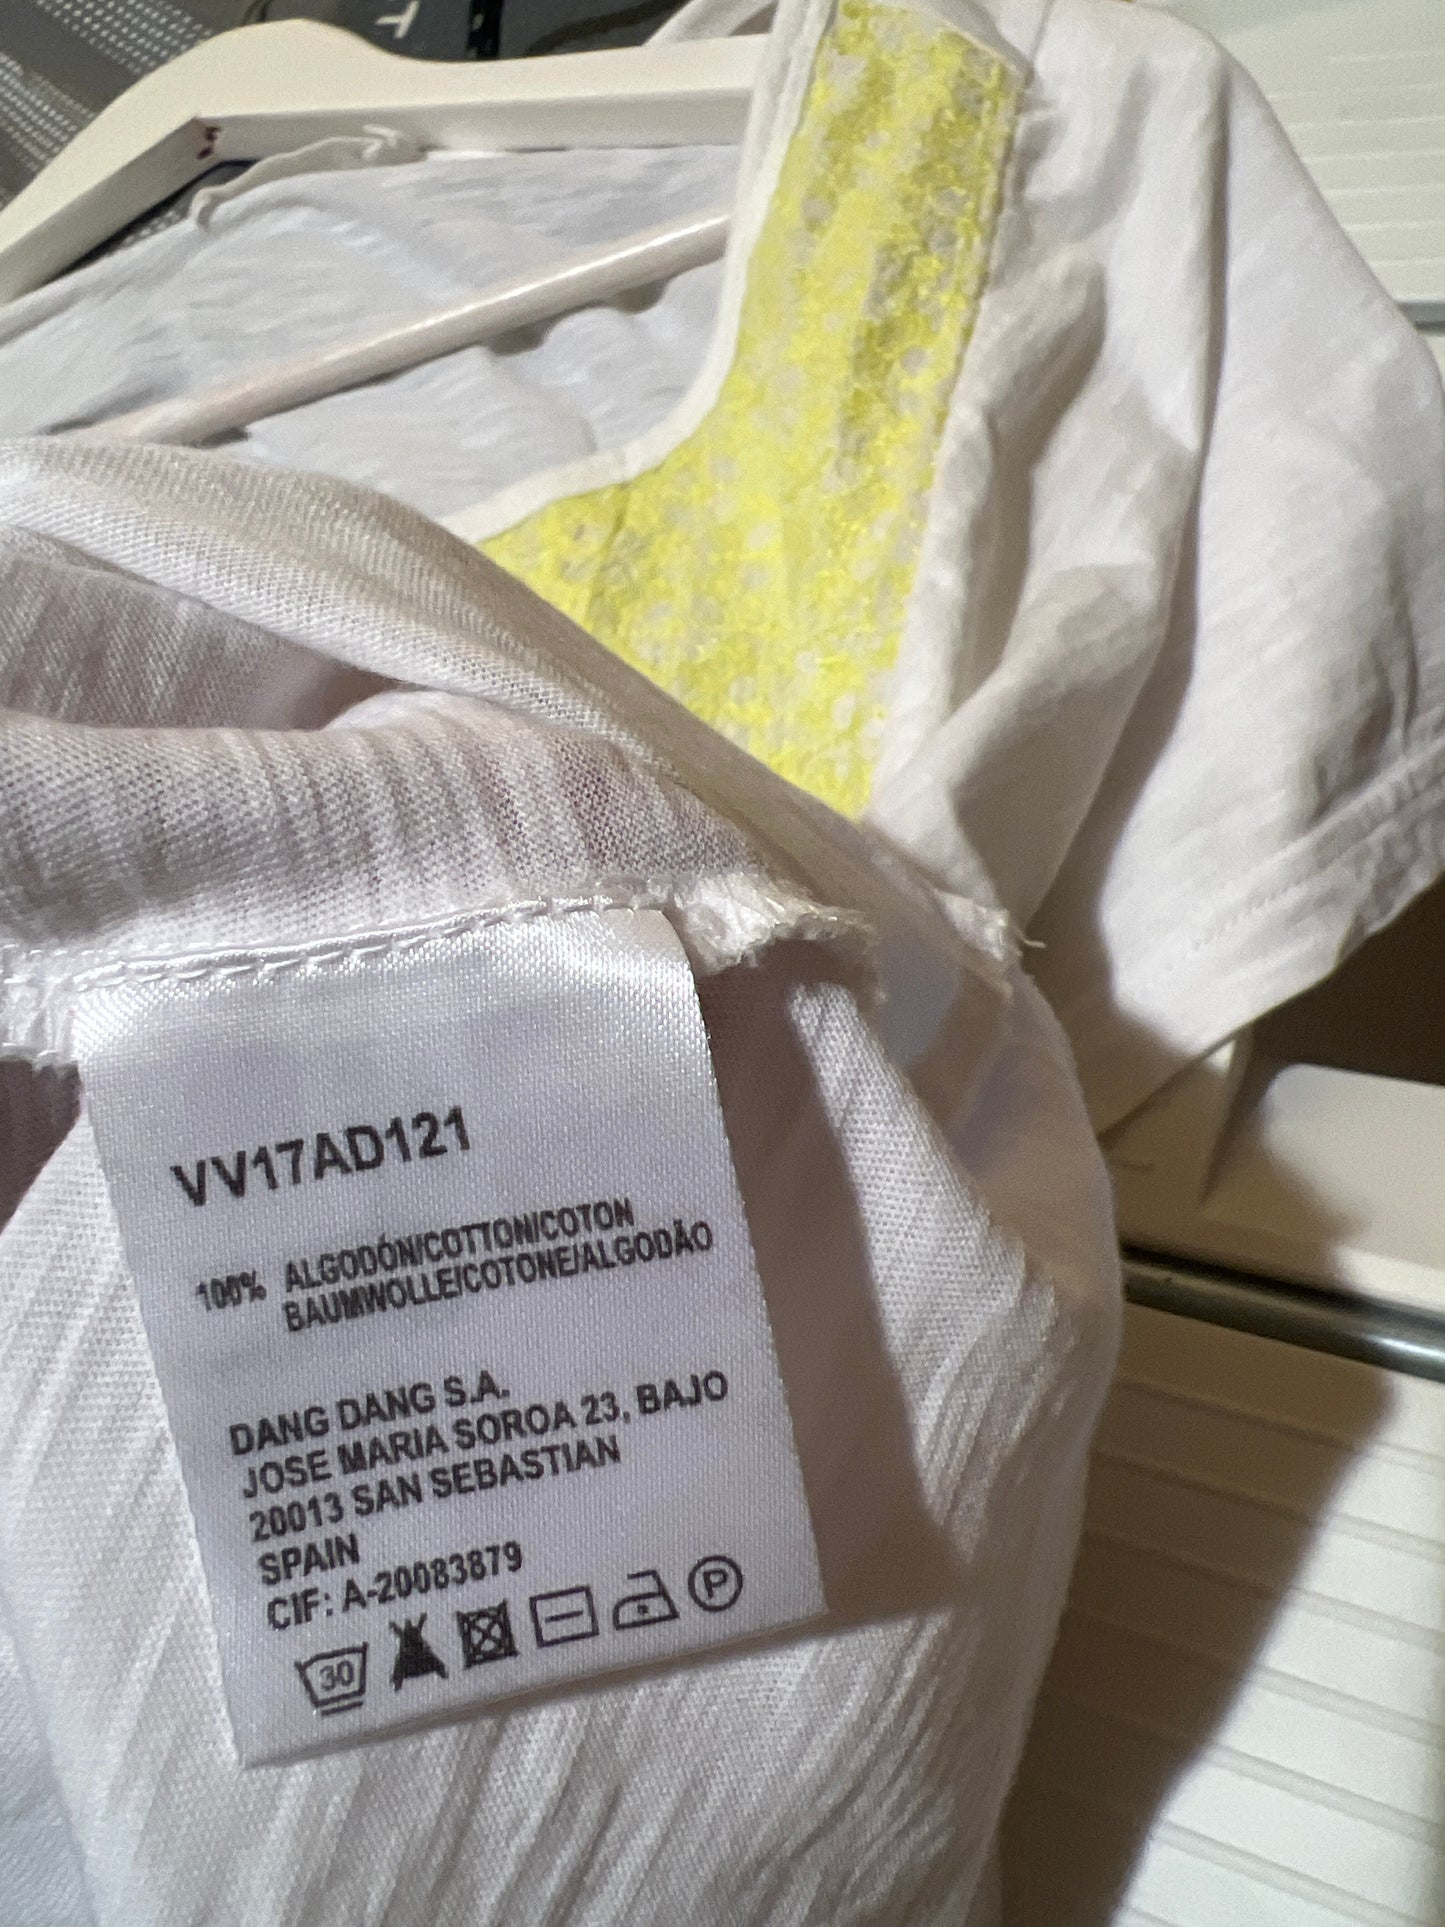 VV17AD121
100% ALGODÓN/COTTON/COTON
BAUMWOLLE/COTONE/ALGODÃO
DANG DANG S.A.
JOSE MARIA SOROA 23, BAJO
20013 SAN SEBASTIAN
SPAIN
CIF: A-20083879
30 P